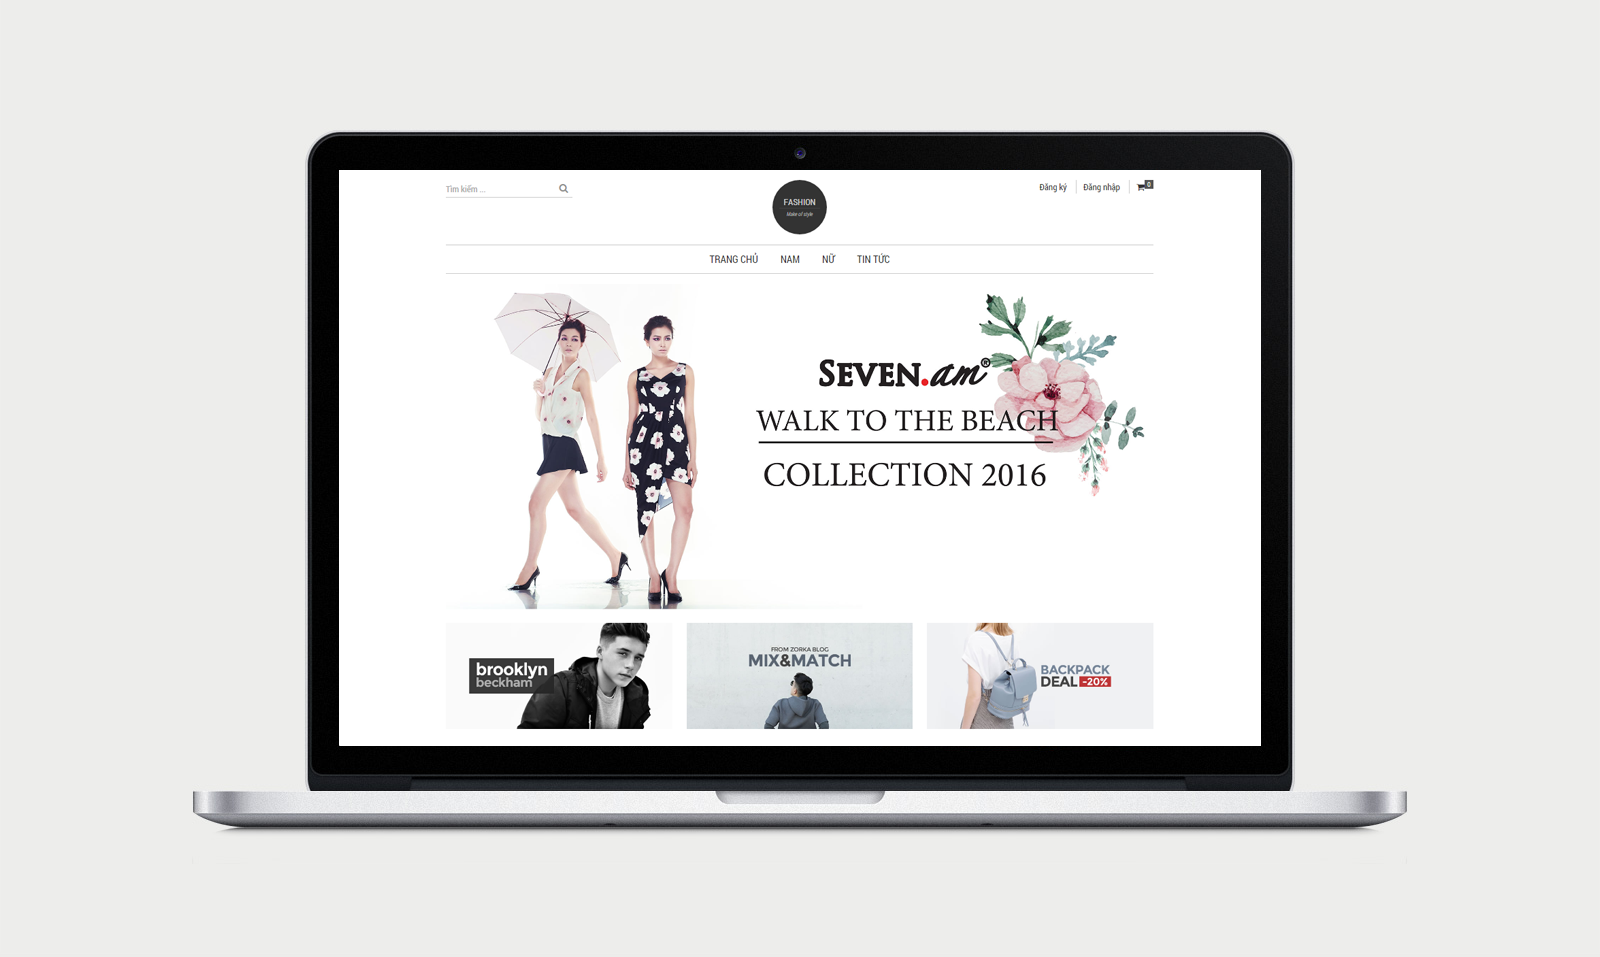 Tìm kiếm ...
FASHION
Make of style
Đăng ký
Đăng nhập
0
TRANG CHỦ NAM NỮ TIN TỨC
SEVEN.am®
WALK TO THE BEACH
COLLECTION 2016
brooklyn
beckham
FROM ZORKA BLOG
MIX&MATCH
BACKPACK
DEAL -20%